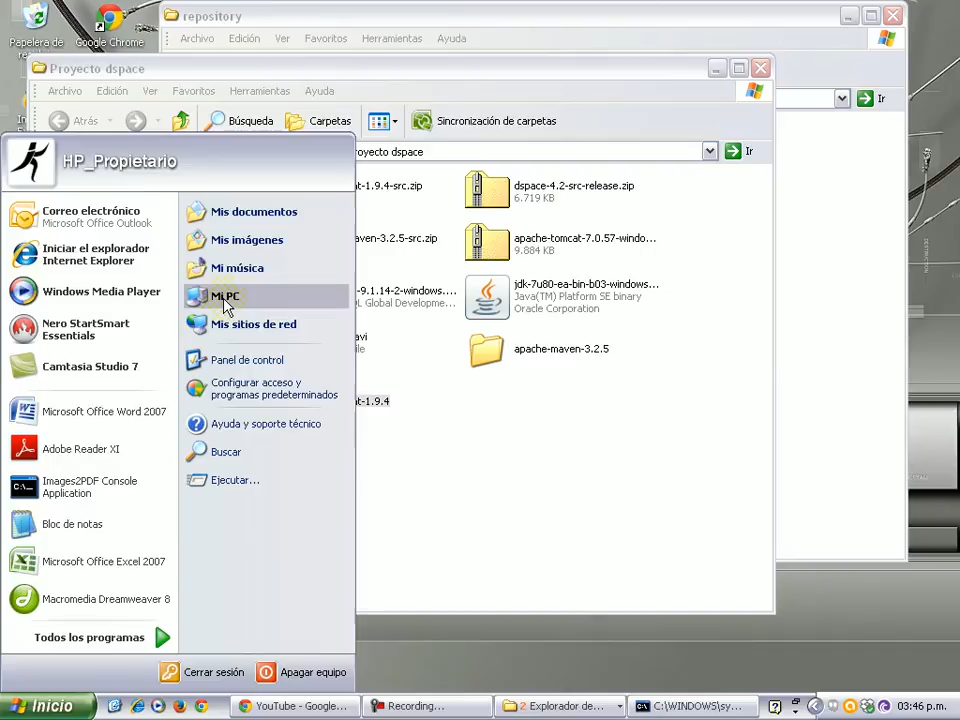 repository
Archivo Edición Ver Favoritos Herramientas Ayuda
Papelera de
Google Chrome
Proyecto dspace
Archivo Edición Ver Favoritos Herramientas Ayuda
Atrás Búsqueda Carpetas Sincronización de carpetas
royecto dspace Ir
Ir
HP_Propietario
Correo electrónico
Microsoft Office Outlook
Iniciar el explorador
Internet Explorer
Windows Media Player
Nero StartSmart
Essentials
Camtasia Studio 7
Microsoft Office Word 2007
Adobe Reader XI
Images2PDF Console
Application
Bloc de notas
Microsoft Office Excel 2007
Macromedia Dreamweaver 8
Todos los programas
Mis documentos
Mis imágenes
Mi música
Mi PC
Mis sitios de red
Panel de control
Configurar acceso y
programas predeterminados
Ayuda y soporte técnico
Buscar
Ejecutar...
Cerrar sesión Apagar equipo
nt-1.9.4-src.zip
aven-3.2.5-src.zip
-9.1.14-2-windows...
QL Global Developme...
avi
ile
nt-1.9.4
dspace-4.2-src-release.zip
6.719 KB
apache-tomcat-7.0.57-windo...
9.884 KB
jdk-7u80-ea-bin-b03-windows...
Java(TM) Platform SE binary
Oracle Corporation
apache-maven-3.2.5
Inicio
YouTube - Google...
Recording...
2 Explorador de...
C:\WINDOWS\sy...
03:46 p.m.